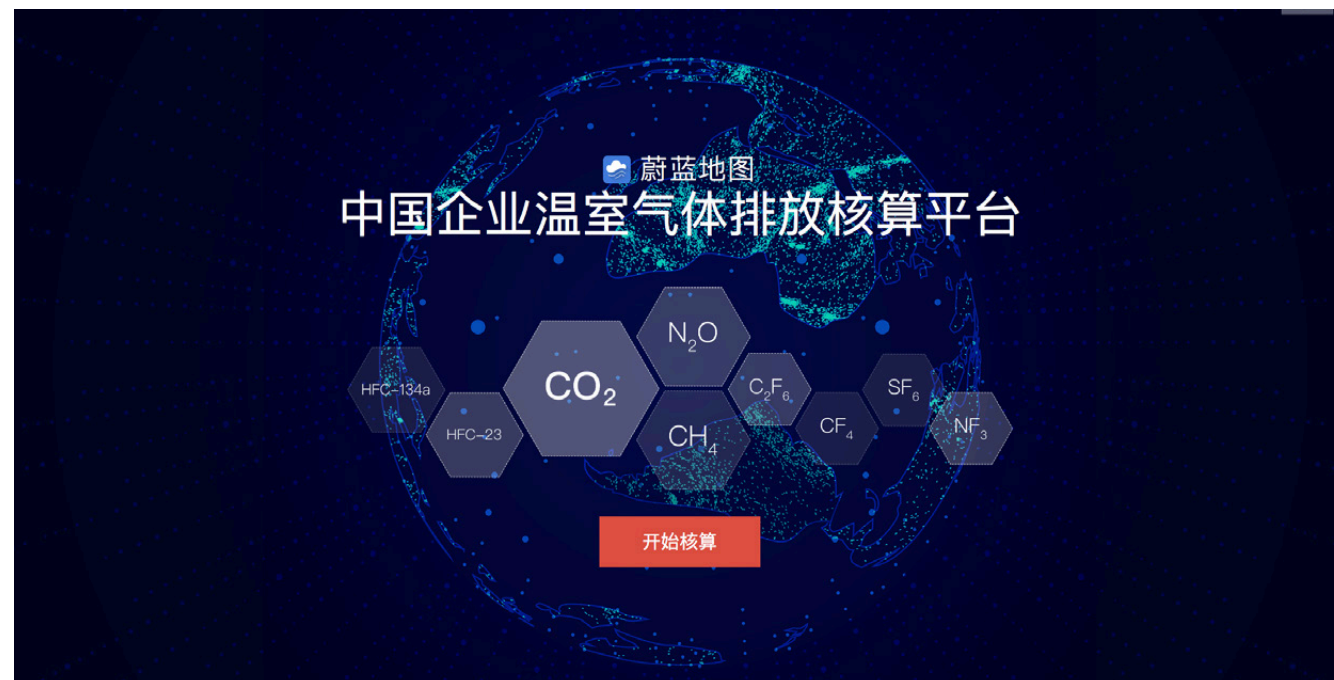 蔚蓝地图
中国企业温室气体排放核算平台
N₂O
CO₂
HFC-134a
C₂F₆
SF₆
HFC-23
CH₄
CF₄
NF₃
开始核算